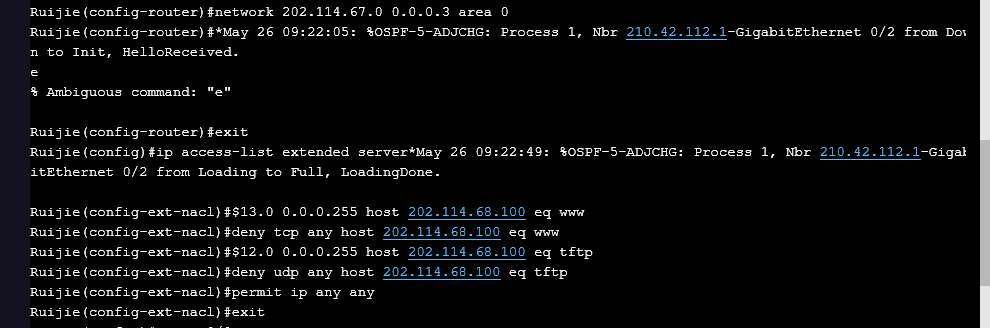 Ruijie(config-router)#network 202.114.67.0 0.0.0.3 area 0
Ruijie(config-router)#*May 26 09:22:05: %OSPF-5-ADJCHG: Process 1, Nbr 210.42.112.1-GigabitEthernet 0/2 from Dow
n to Init, HelloReceived.
e
% Ambiguous command: "e"
Ruijie(config-router)#exit
Ruijie(config)#ip access-list extended server*May 26 09:22:49: %OSPF-5-ADJCHG: Process 1, Nbr 210.42.112.1-Gigab
itEthernet 0/2 from Loading to Full, LoadingDone.
Ruijie(config-ext-nacl)#$13.0 0.0.0.255 host 202.114.68.100 eq www
Ruijie(config-ext-nacl)#deny tcp any host 202.114.68.100 eq www
Ruijie(config-ext-nacl)#$12.0 0.0.0.255 host 202.114.68.100 eq tftp
Ruijie(config-ext-nacl)#deny udp any host 202.114.68.100 eq tftp
Ruijie(config-ext-nacl)#permit ip any any
Ruijie(config-ext-nacl)#exit